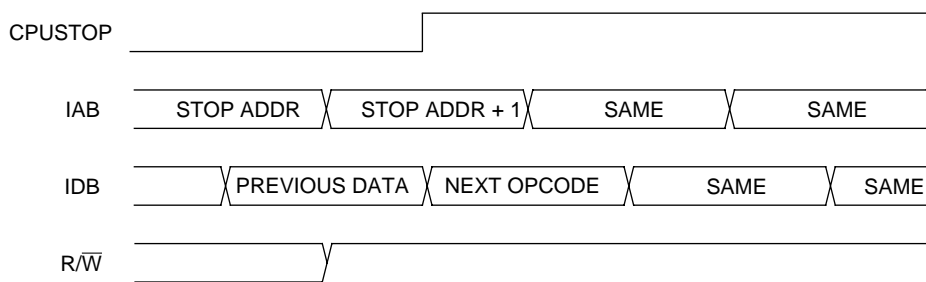 CPUSTOP
IAB STOP ADDR STOP ADDR + 1 SAME SAME
IDB PREVIOUS DATA NEXT OPCODE SAME SAME
R/W̅